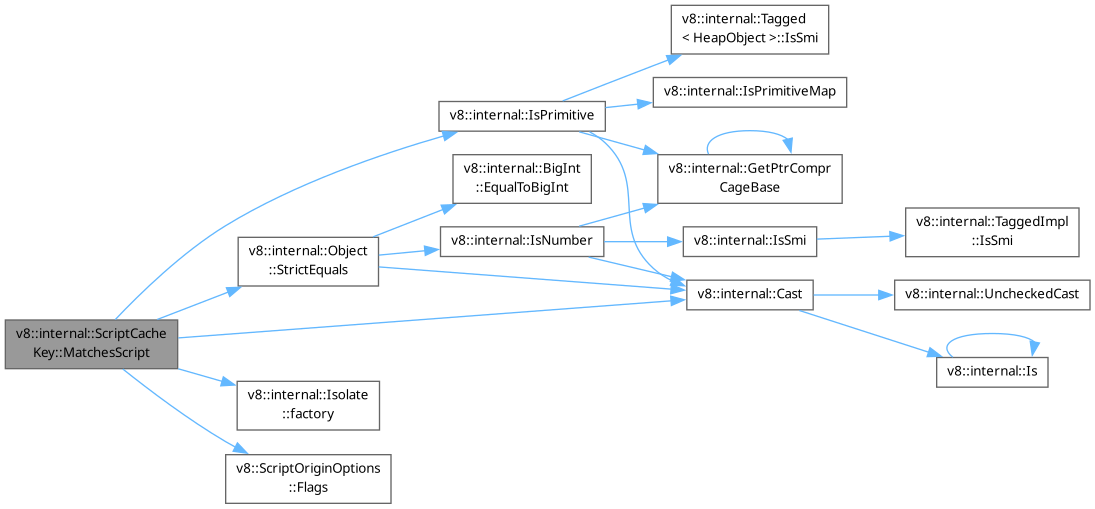 v8::internal::Tagged
< HeapObject >::IsSmi
v8::internal::IsPrimitiveMap
v8::internal::IsPrimitive
v8::internal::GetPtrCompr
CageBase
v8::internal::BigInt
::EqualToBigInt
v8::internal::IsNumber
v8::internal::IsSmi
v8::internal::TaggedImpl
::IsSmi
v8::internal::Object
::StrictEquals
v8::internal::Cast
v8::internal::UncheckedCast
v8::internal::ScriptCache
Key::MatchesScript
v8::internal::Is
v8::internal::Isolate
::factory
v8::ScriptOriginOptions
::Flags